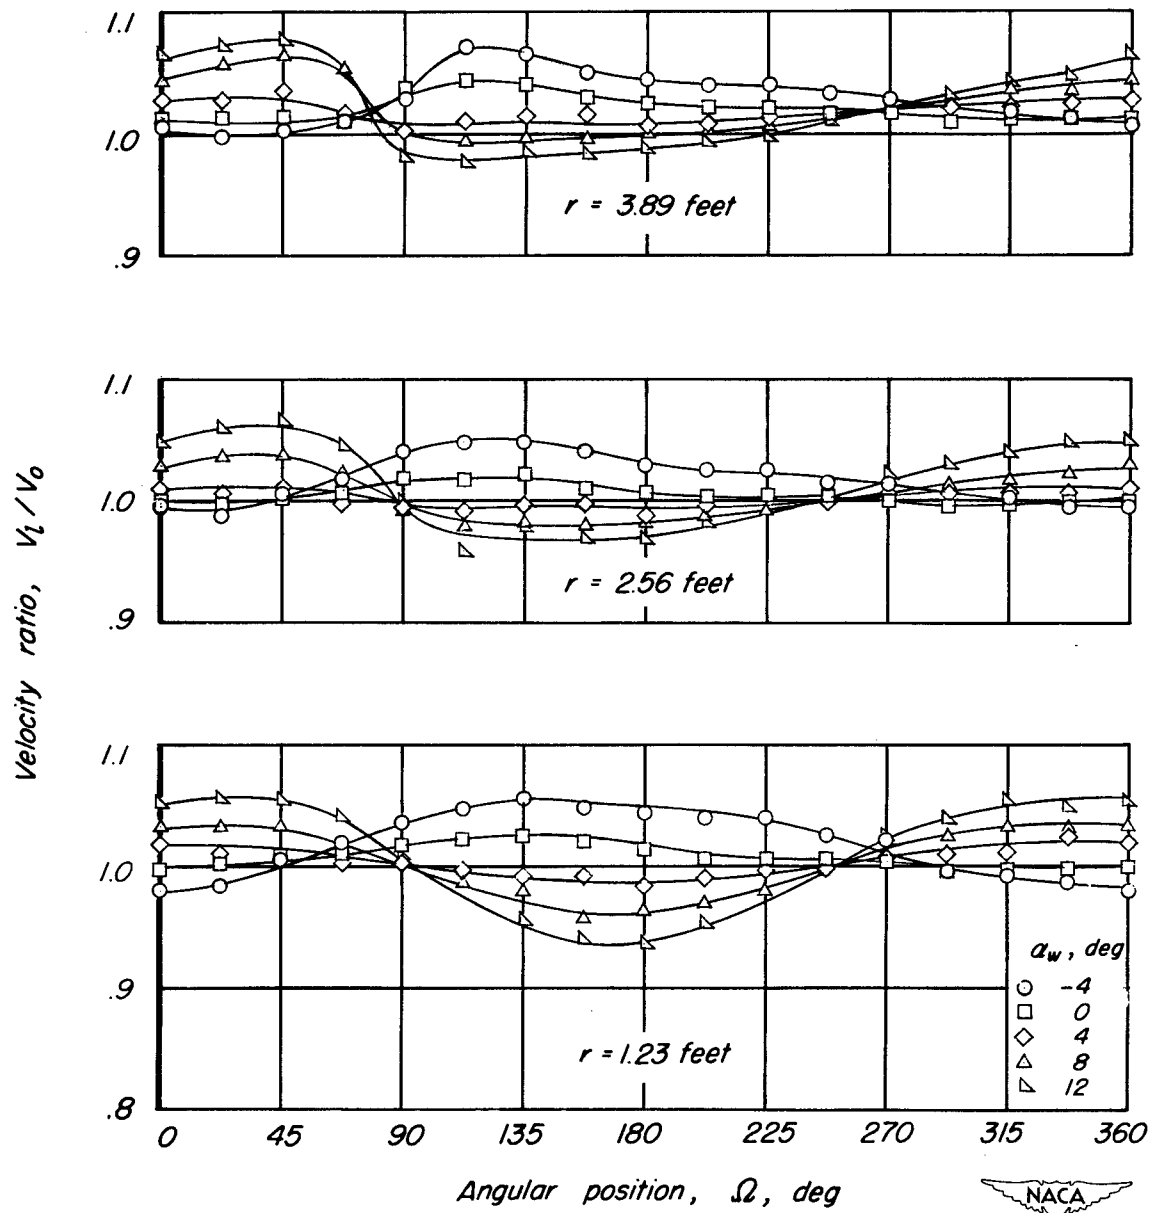 1.1
1.0
.9
r = 3.89 feet
1.1
1.0
.9
r = 2.56 feet
Velocity ratio, Vl/Vo
1.1
1.0
.9
.8
r = 1.23 feet
αw, deg
-4
0
4
8
12
0 45 90 135 180 225 270 315 360
Angular position, Ω, deg
NACA